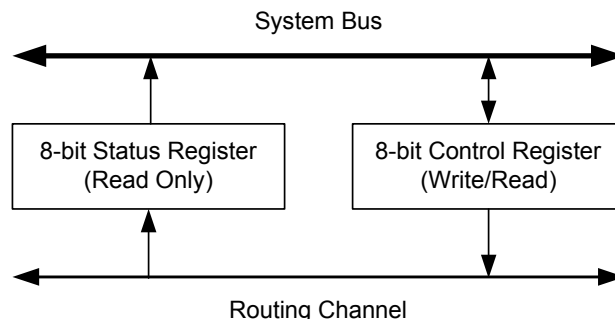 System Bus
8-bit Status Register
(Read Only)
8-bit Control Register
(Write/Read)
Routing Channel